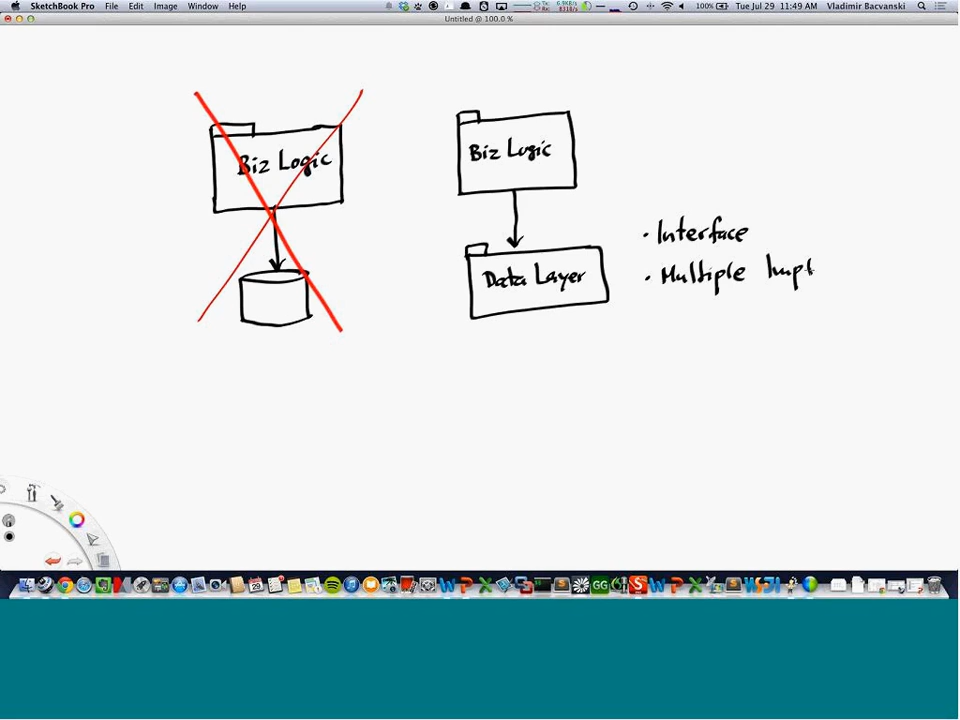 SketchBook Pro File Edit Image Window Help 100% Tue Jul 29 11:49 AM Vladimir Bacvanski
Untitled @ 100.0 %
Biz Logic
Biz Logic
Data Layer
· Interface
· Multiple Impl